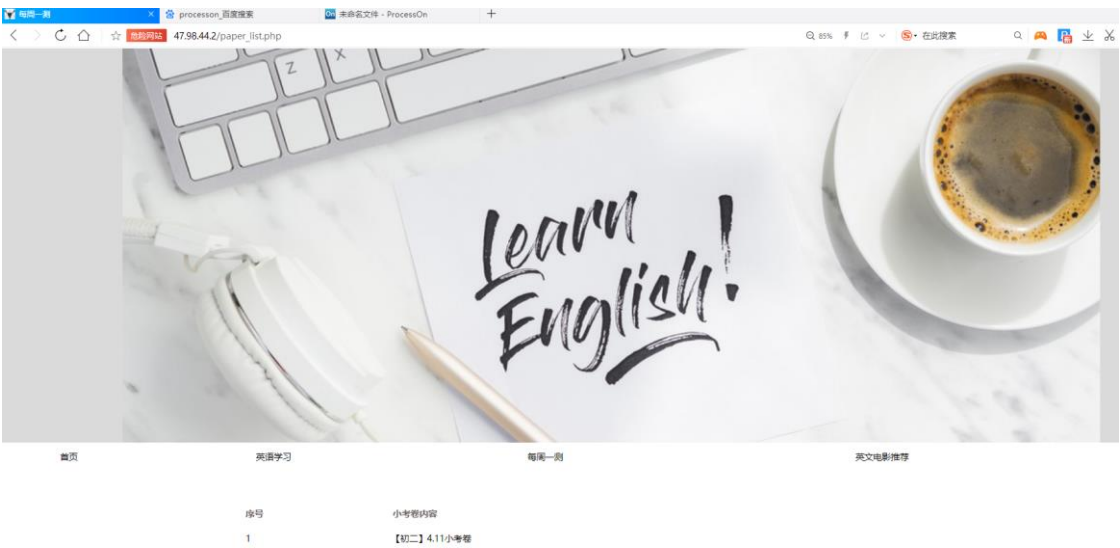 每周一测
processon_百度搜索
On 未命名文件 - ProcessOn
危险网站 47.98.44.2/paper_list.php
85%
在此搜索
Z X
Learn
English!
首页 英语学习 每周一测 英文电影推荐
序号 小考卷内容
1 【初二】4.11小考卷